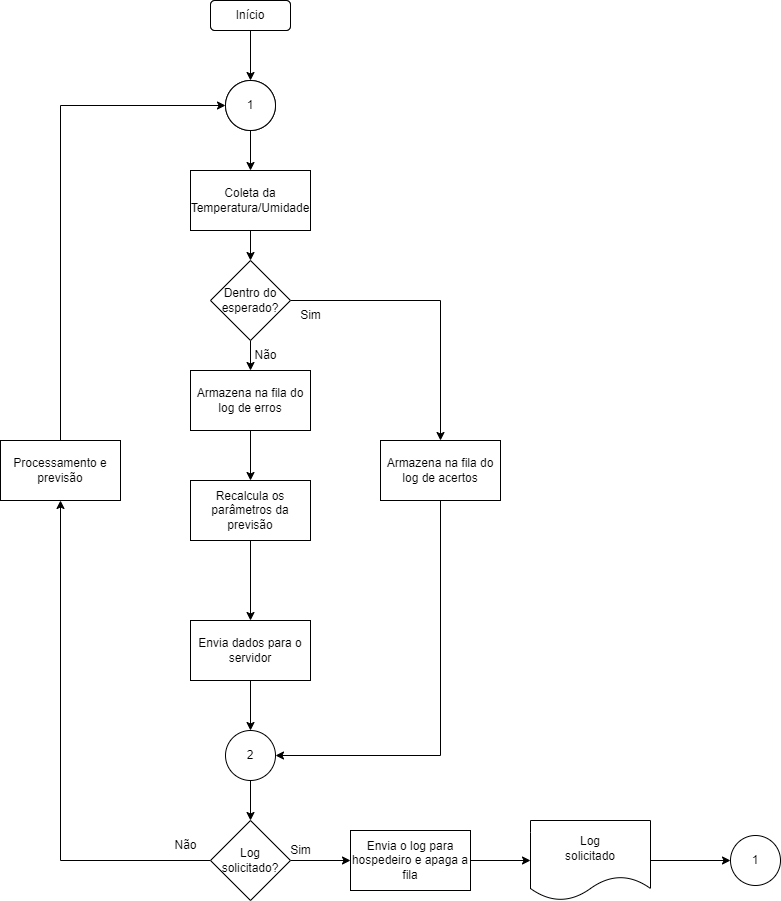 Início
1
Coleta da
Temperatura/Umidade
Dentro do
esperado?
Sim
Não
Armazena na fila do
log de erros
Processamento e
previsão
Armazena na fila do
log de acertos
Recalcula os
parâmetros da
previsão
Envia dados para o
servidor
2
Não
Log
solicitado?
Sim
Envia o log para
hospedeiro e apaga a
fila
Log
solicitado
1